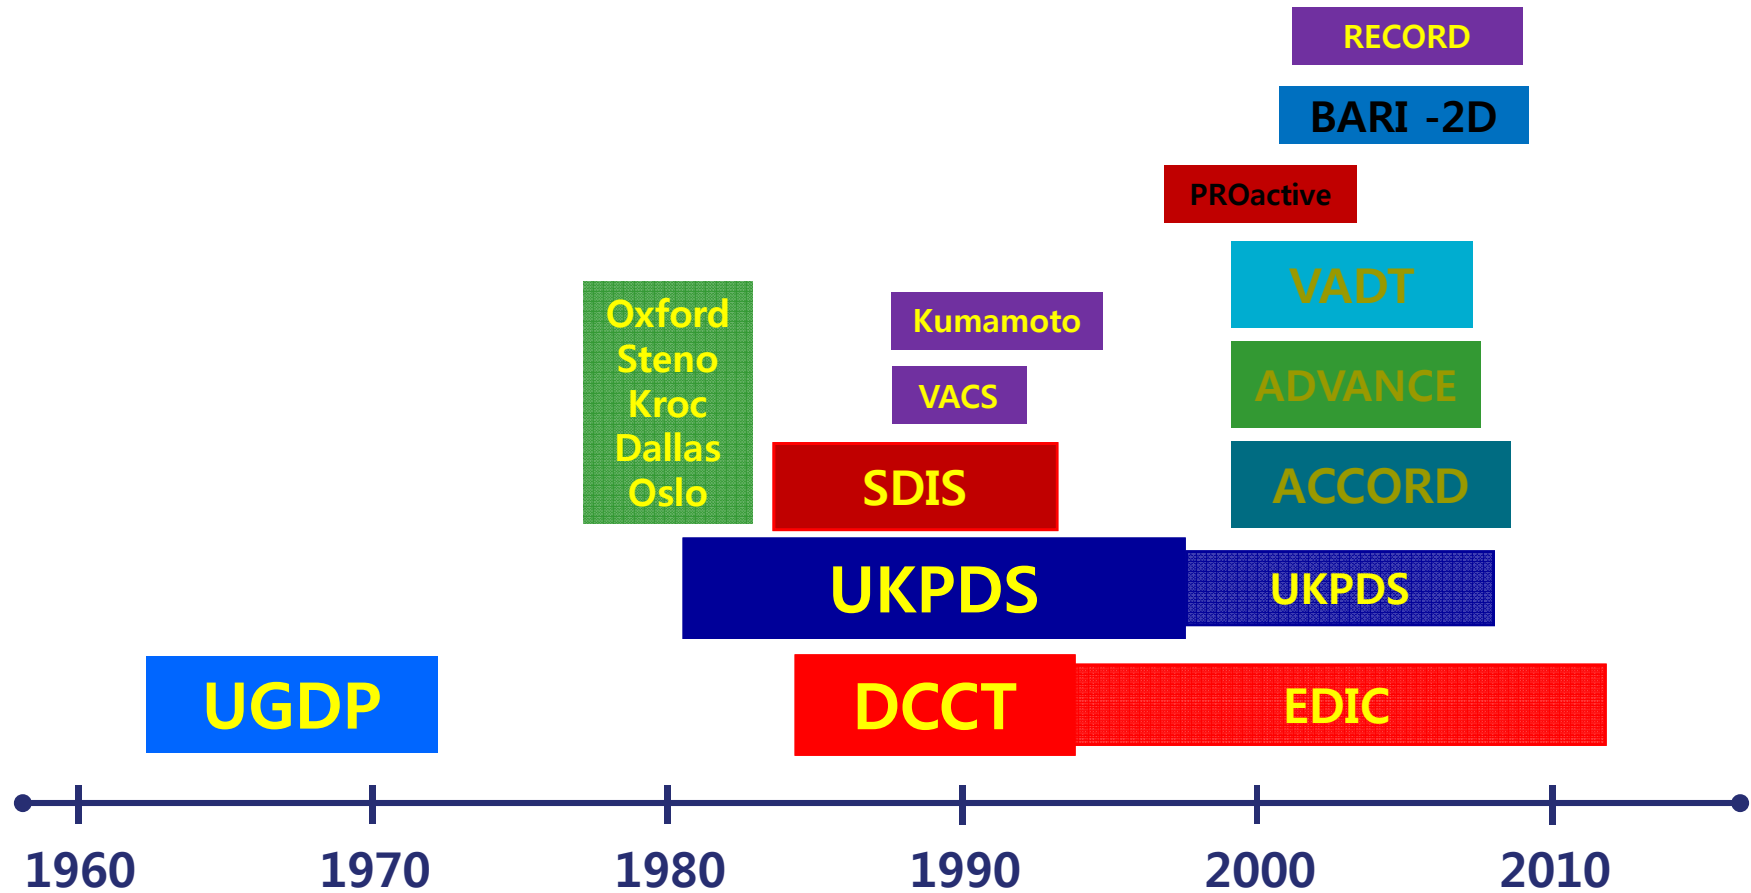 RECORD
BARI -2D
PROactive
VADT
Oxford
Steno
Kroc
Dallas
Oslo
Kumamoto
ADVANCE
VACS
SDIS
ACCORD
UKPDS
UKPDS
UGDP
DCCT
EDIC
1960
1970
1980
1990
2000
2010